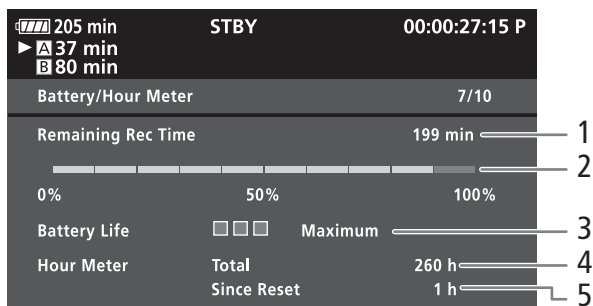 205 min STBY 00:00:27:15 P
A 37 min
B 80 min
Battery/Hour Meter 7/10
Remaining Rec Time 199 min 1
2
0% 50% 100%
Battery Life Maximum 3
Hour Meter Total 260 h 4
Since Reset 1 h 5